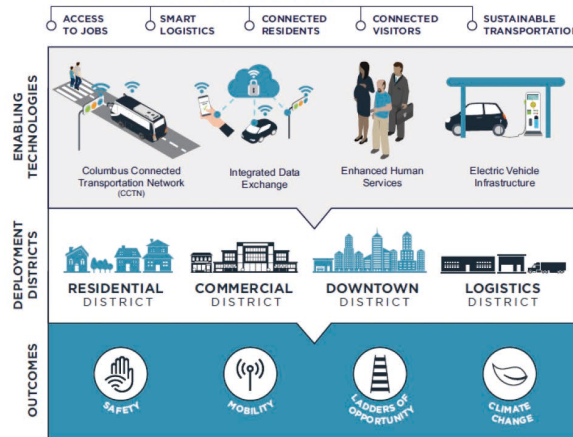 ACCESS
TO JOBS
SMART
LOGISTICS
CONNECTED
RESIDENTS
CONNECTED
VISITORS
SUSTAINABLE
TRANSPORTATION
ENABLING
TECHNOLOGIES
Columbus Connected
Transportation Network
(CCTN)
Integrated Data
Exchange
Enhanced Human
Services
Electric Vehicle
Infrastructure
DEPLOYMENT
DISTRICTS
RESIDENTIAL
DISTRICT
COMMERCIAL
DISTRICT
DOWNTOWN
DISTRICT
LOGISTICS
DISTRICT
OUTCOMES
SAFETY
MOBILITY
LADDERS OF
OPPORTUNITY
CLIMATE
CHANGE